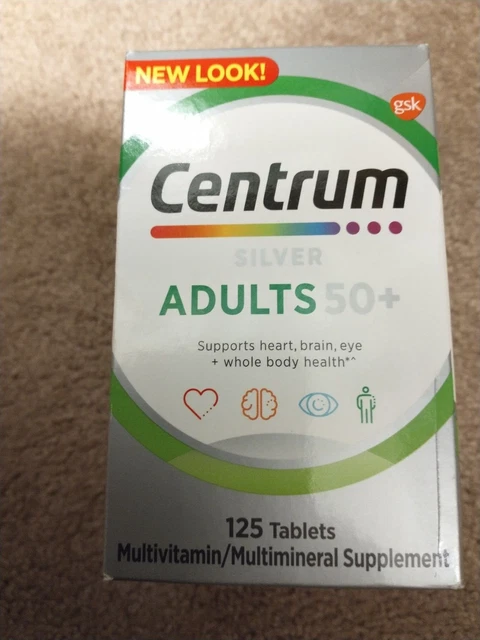 NEW LOOK!
gsk
Centrum
SILVER
ADULTS 50+
Supports heart, brain, eye
+ whole body health*^
125 Tablets
Multivitamin/Multimineral Supplement